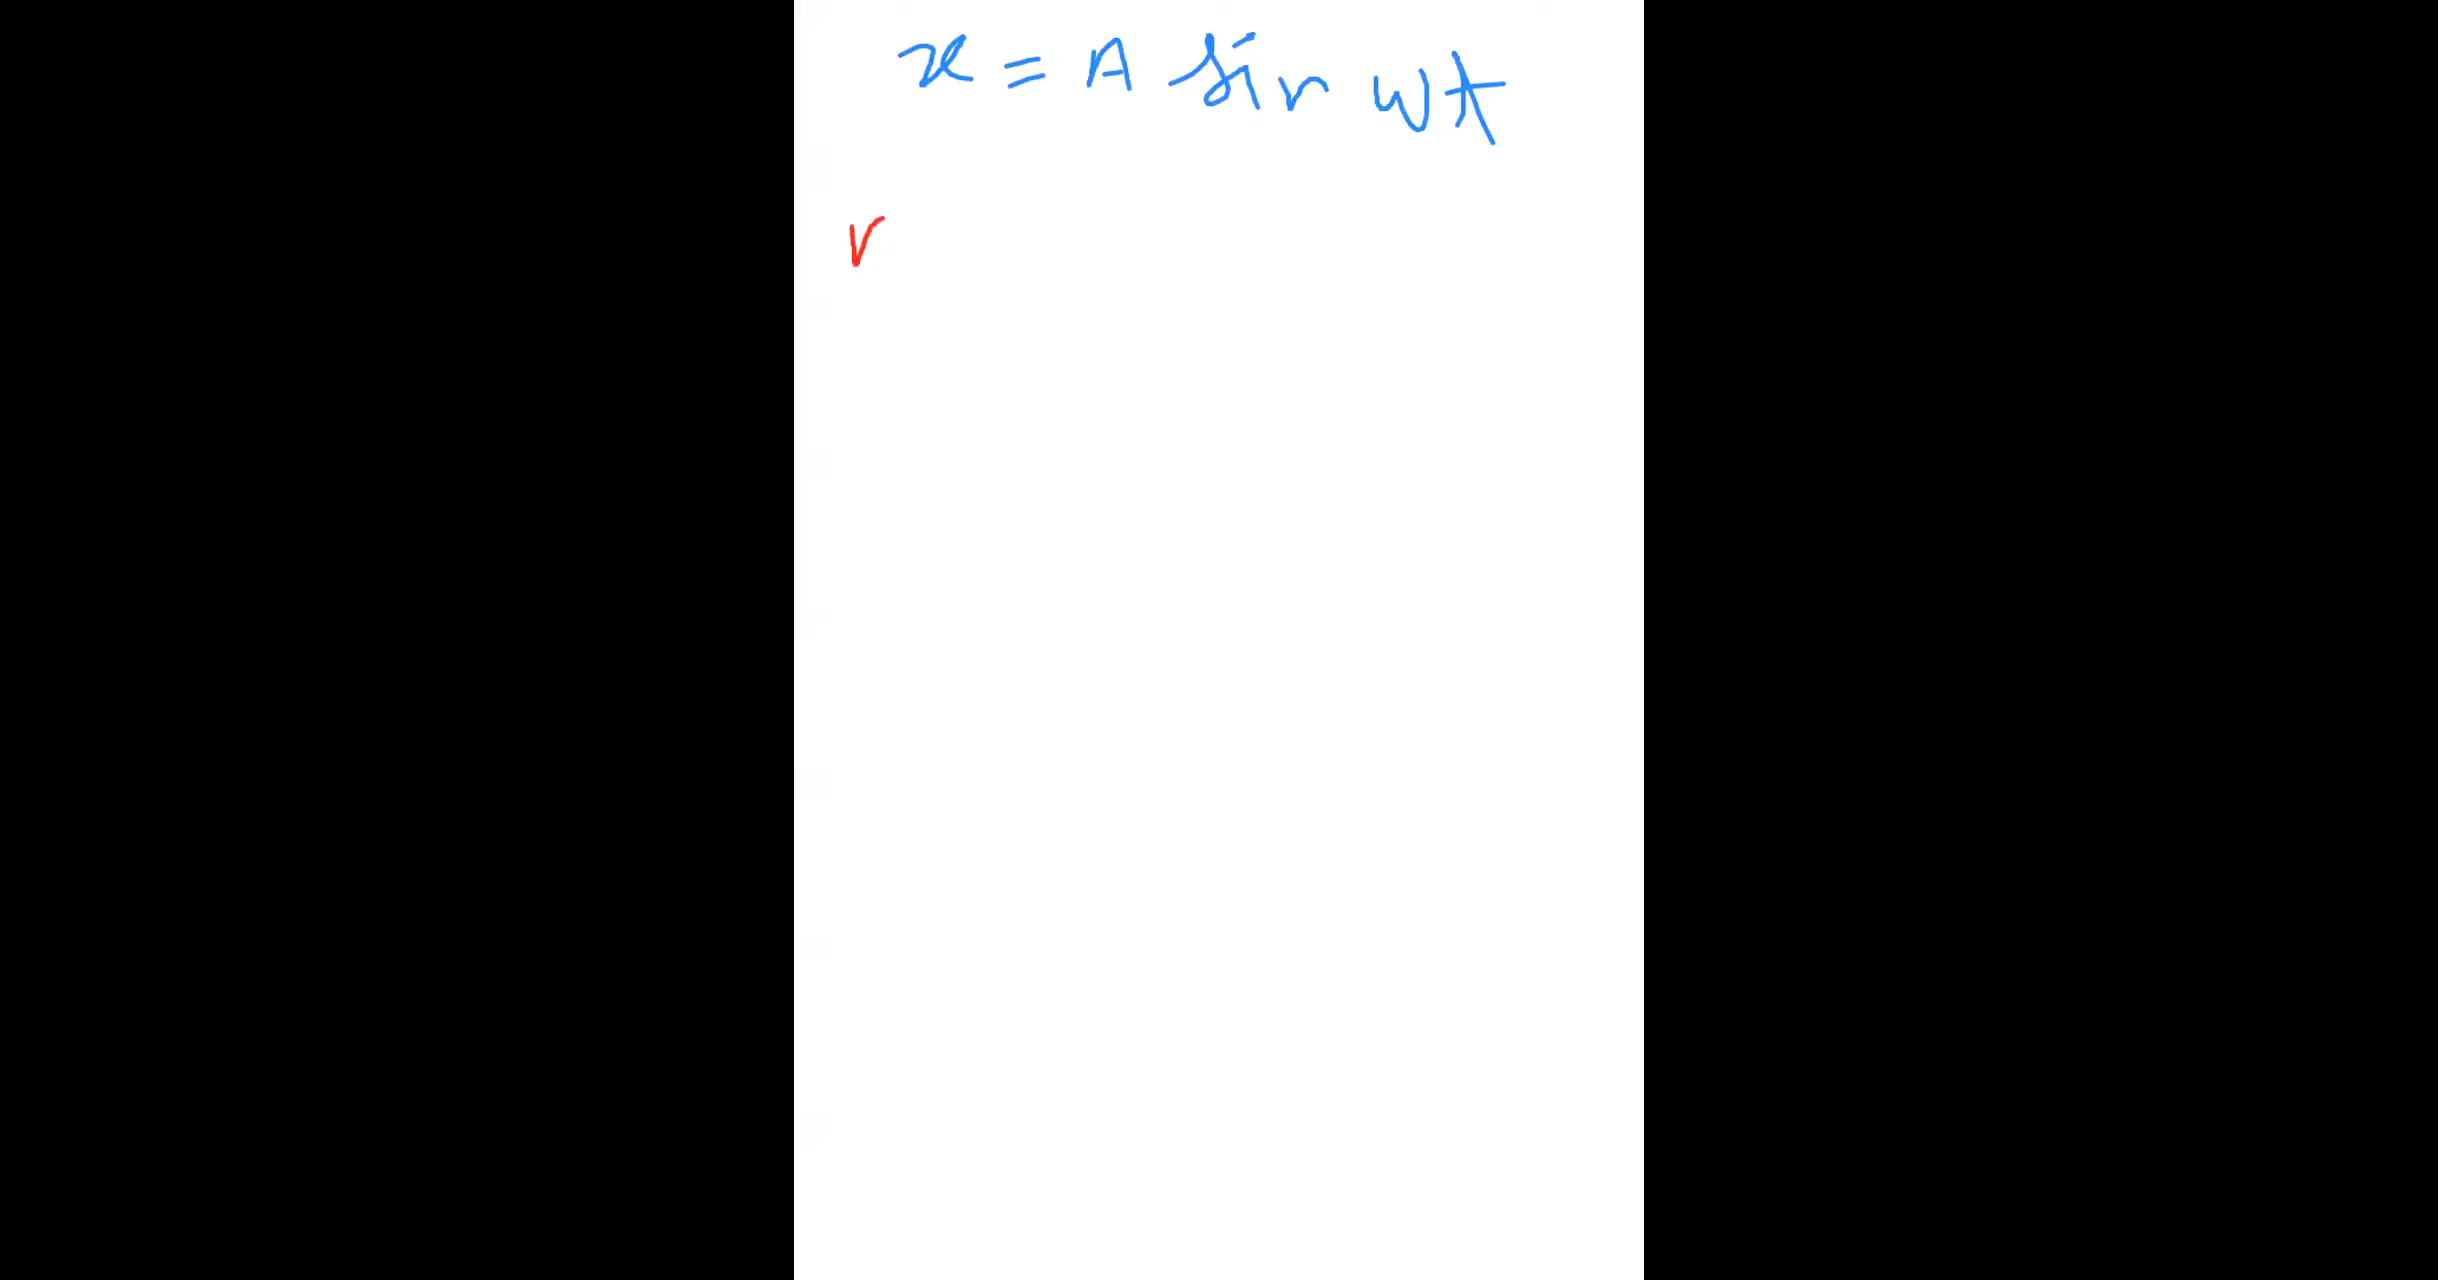 x = A sin wt
v